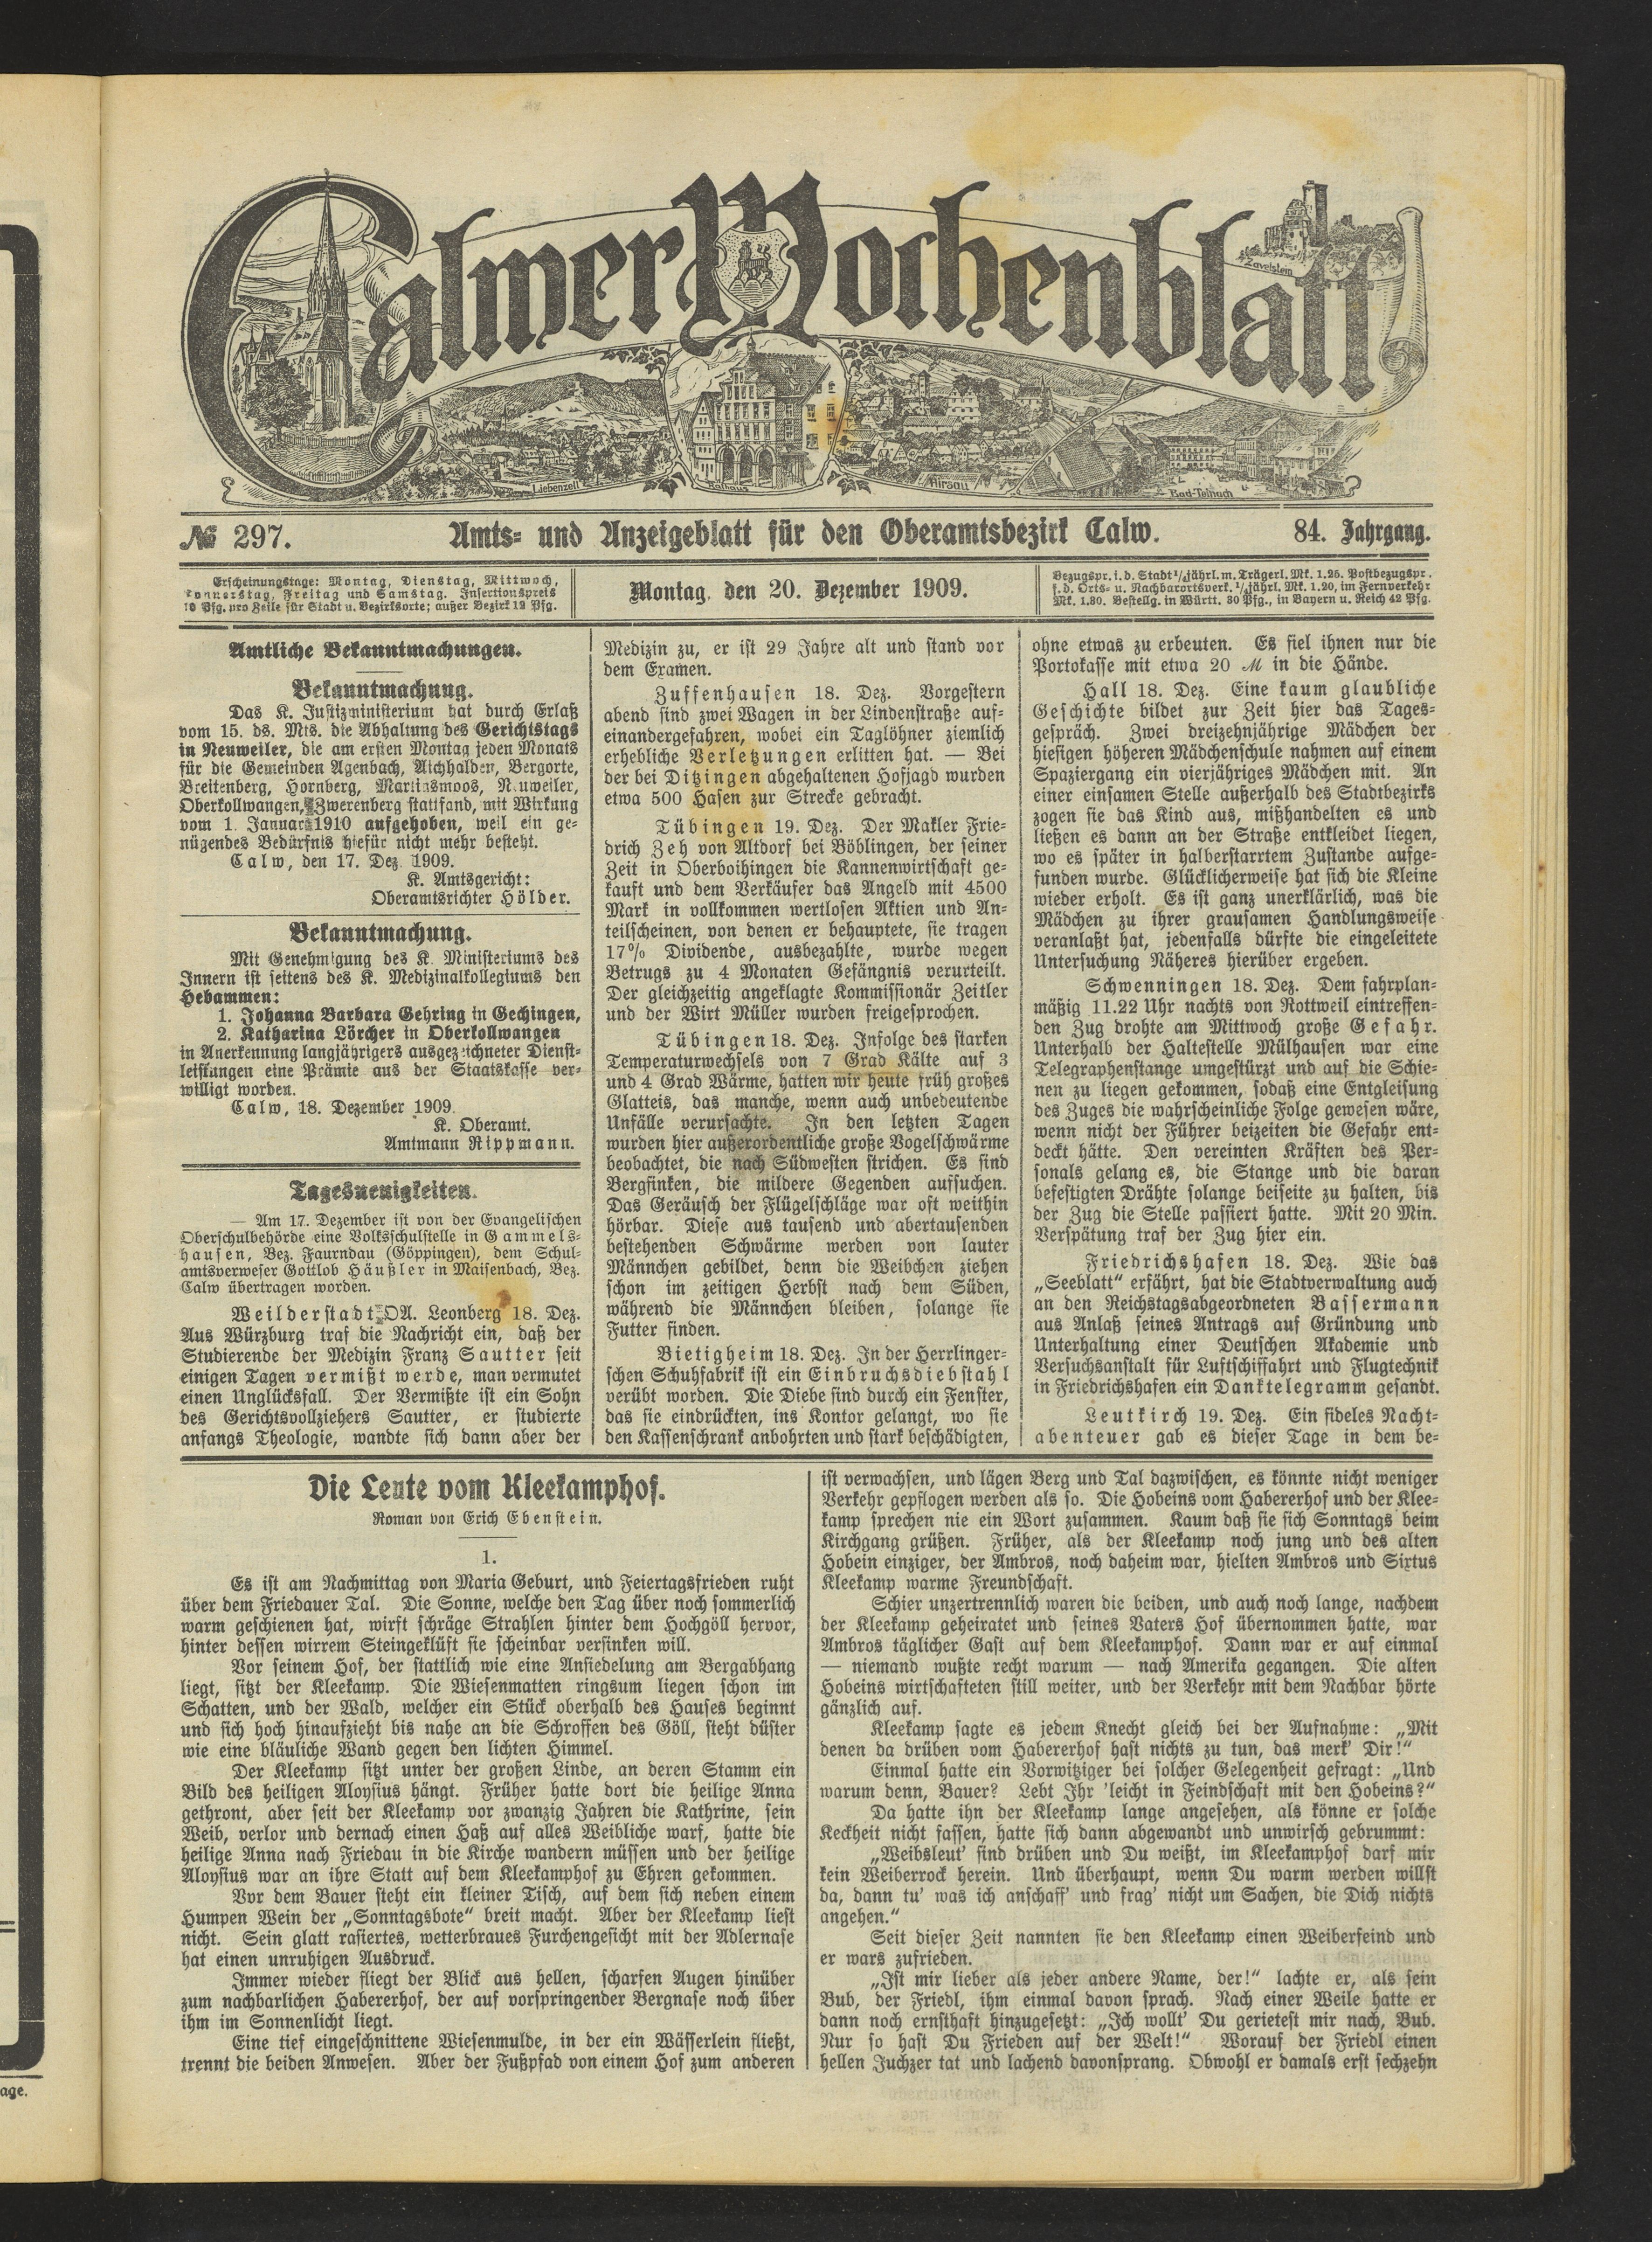 Calwer Wochenblatt
Zavelstein
Liebenzell
Rathaus
Hirsau
Bad-Teinach
№ 297.
Amts- und Anzeigeblatt für den Oberamtsbezirk Calw.
84. Jahrgang.
Erscheinungstage: Montag, Dienstag, Mittwoch,
Donnerstag, Freitag und Samstag. Insertionspreis
10 Pfg. pro Zeile für Stadt u. Bezirksorte; außer Bezirk 12 Pfg.
Montag, den 20. Dezember 1909.
Bezugspr. i. d. Stadt ¼jährl. m. Trägerl. Mk. 1.25. Postbezugspr.
f. d. Orts- u. Nachbarortsverk. ¼jährl. Mk. 1.20, im Fernverkehr
Mk. 1.30. Bestellg. in Württ. 30 Pfg., in Bayern u. Reich 42 Pfg.
Amtliche Bekanntmachungen.
Bekanntmachung.
Das K. Justizministerium hat durch Erlaß
vom 15. ds. Mts. die Abhaltung des Gerichtstags
in Neuweiler, die am ersten Montag jeden Monats
für die Gemeinden Agenbach, Aichhalden, Bergorte,
Breitenberg, Hornberg, Martinsmoos, Neuweiler,
Oberkollwangen, Zwerenberg stattfand, mit Wirkung
vom 1. Januar 1910 aufgehoben, weil ein ge-
nügendes Bedürfnis hiefür nicht mehr besteht.
Calw, den 17. Dez. 1909.
K. Amtsgericht:
Oberamtsrichter Hölder.
Bekanntmachung.
Mit Genehmigung des K. Ministeriums des
Innern ist seitens des K. Medizinalkollegiums den
Hebammen:
1. Johanna Barbara Gehring in Gechingen,
2. Katharina Lörcher in Oberkollwangen
in Anerkennung langjährigers ausgezeichneter Dienst-
leistungen eine Prämie aus der Staatskasse ver-
willigt worden.
Calw, 18. Dezember 1909.
K. Oberamt.
Amtmann Rippmann.
Tagesneuigkeiten.
— Am 17. Dezember ist von der Evangelischen
Oberschulbehörde eine Volksschulstelle in Gammels-
hausen, Bez. Faurndau (Göppingen), dem Schul-
amtsverweser Gottlob Häußler in Maisenbach, Bez.
Calw übertragen worden.
Weilderstadt OA. Leonberg 18. Dez.
Aus Würzburg traf die Nachricht ein, daß der
Studierende der Medizin Franz Sautter seit
einigen Tagen vermißt werde, man vermutet
einen Unglücksfall. Der Vermißte ist ein Sohn
des Gerichtsvollziehers Sautter, er studierte
anfangs Theologie, wandte sich dann aber der
Medizin zu, er ist 29 Jahre alt und stand vor
dem Examen.
Zuffenhausen 18. Dez. Vorgestern
abend sind zwei Wagen in der Lindenstraße auf-
einandergefahren, wobei ein Taglöhner ziemlich
erhebliche Verletzungen erlitten hat. — Bei
der bei Ditzingen abgehaltenen Hofjagd wurden
etwa 500 Hasen zur Strecke gebracht.
Tübingen 19. Dez. Der Makler Frie-
drich Zeh von Altdorf bei Böblingen, der seiner
Zeit in Oberboihingen die Kannenwirtschaft ge-
kauft und dem Verkäufer das Angeld mit 4500
Mark in vollkommen wertlosen Aktien und An-
teilscheinen, von denen er behauptete, sie tragen
17% Dividende, ausbezahlte, wurde wegen
Betrugs zu 4 Monaten Gefängnis verurteilt.
Der gleichzeitig angeklagte Kommissionär Zeitler
und der Wirt Müller wurden freigesprochen.
Tübingen 18. Dez. Infolge des starken
Temperaturwechsels von 7 Grad Kälte auf 3
und 4 Grad Wärme, hatten wir heute früh großes
Glatteis, das manche, wenn auch unbedeutende
Unfälle verursachte. In den letzten Tagen
wurden hier außerordentliche große Vogelschwärme
beobachtet, die nach Südwesten strichen. Es sind
Bergfinken, die mildere Gegenden aufsuchen.
Das Geräusch der Flügelschläge war oft weithin
hörbar. Diese aus tausend und abertausenden
bestehenden Schwärme werden von lauter
Männchen gebildet, denn die Weibchen ziehen
schon im zeitigen Herbst nach dem Süden,
während die Männchen bleiben, solange sie
Futter finden.
Bietigheim 18. Dez. In der Herrlinger-
schen Schuhfabrik ist ein Einbruchsdiebstahl
verübt worden. Die Diebe sind durch ein Fenster,
das sie eindrückten, ins Kontor gelangt, wo sie
den Kassenschrank anbohrten und stark beschädigten,
ohne etwas zu erbeuten. Es fiel ihnen nur die
Portokasse mit etwa 20 M in die Hände.
Hall 18. Dez. Eine kaum glaubliche
Geschichte bildet zur Zeit hier das Tages-
gespräch. Zwei dreizehnjährige Mädchen der
hiesigen höheren Mädchenschule nahmen auf einem
Spaziergang ein vierjähriges Mädchen mit. An
einer einsamen Stelle außerhalb des Stadtbezirks
zogen sie das Kind aus, mißhandelten es und
ließen es dann an der Straße entkleidet liegen,
wo es später in halberstarrtem Zustande aufge-
funden wurde. Glücklicherweise hat sich die Kleine
wieder erholt. Es ist ganz unerklärlich, was die
Mädchen zu ihrer grausamen Handlungsweise
veranlaßt hat, jedenfalls dürfte die eingeleitete
Untersuchung Näheres hierüber ergeben.
Schwenningen 18. Dez. Dem fahrplan-
mäßig 11.22 Uhr nachts von Rottweil eintreffen-
den Zug drohte am Mittwoch große Gefahr.
Unterhalb der Haltestelle Mülhausen war eine
Telegraphenstange umgestürzt und auf die Schie-
nen zu liegen gekommen, sodaß eine Entgleisung
des Zuges die wahrscheinliche Folge gewesen wäre,
wenn nicht der Führer beizeiten die Gefahr ent-
deckt hätte. Den vereinten Kräften des Per-
sonals gelang es, die Stange und die daran
befestigten Drähte solange beiseite zu halten, bis
der Zug die Stelle passiert hatte. Mit 20 Min.
Verspätung traf der Zug hier ein.
Friedrichshafen 18. Dez. Wie das
„Seeblatt“ erfährt, hat die Stadtverwaltung auch
an den Reichstagsabgeordneten Bassermann
aus Anlaß seines Antrags auf Gründung und
Unterhaltung einer Deutschen Akademie und
Versuchsanstalt für Luftschiffahrt und Flugtechnik
in Friedrichshafen ein Danktelegramm gesandt.
Leutkirch 19. Dez. Ein fideles Nacht-
abenteuer gab es dieser Tage in dem be-
Die Leute vom Kleekamphof.
Roman von Erich Ebenstein.
1.
Es ist am Nachmittag von Maria Geburt, und Feiertagsfrieden ruht
über dem Friedauer Tal. Die Sonne, welche den Tag über noch sommerlich
warm geschienen hat, wirft schräge Strahlen hinter dem Hochgöll hervor,
hinter dessen wirrem Steingeklüft sie scheinbar versinken will.
Vor seinem Hof, der stattlich wie eine Ansiedelung am Bergabhang
liegt, sitzt der Kleekamp. Die Wiesenmatten ringsum liegen schon im
Schatten, und der Wald, welcher ein Stück oberhalb des Hauses beginnt
und sich hoch hinaufzieht bis nahe an die Schroffen des Göll, steht düster
wie eine bläuliche Wand gegen den lichten Himmel.
Der Kleekamp sitzt unter der großen Linde, an deren Stamm ein
Bild des heiligen Aloysius hängt. Früher hatte dort die heilige Anna
gethront, aber seit der Kleekamp vor zwanzig Jahren die Kathrine, sein
Weib, verlor und dernach einen Haß auf alles Weibliche warf, hatte die
heilige Anna nach Friedau in die Kirche wandern müssen und der heilige
Aloysius war an ihre Statt auf dem Kleekamphof zu Ehren gekommen.
Vor dem Bauer steht ein kleiner Tisch, auf dem sich neben einem
Humpen Wein der „Sonntagsbote“ breit macht. Aber der Kleekamp liest
nicht. Sein glatt rasiertes, wetterbraues Furchengesicht mit der Adlernase
hat einen unruhigen Ausdruck.
Immer wieder fliegt der Blick aus hellen, scharfen Augen hinüber
zum nachbarlichen Habererhof, der auf vorspringender Bergnase noch über
ihm im Sonnenlicht liegt.
Eine tief eingeschnittene Wiesenmulde, in der ein Wässerlein fließt,
trennt die beiden Anwesen. Aber der Fußpfad von einem Hof zum anderen
ist verwachsen, und lägen Berg und Tal dazwischen, es könnte nicht weniger
Verkehr gepflogen werden als so. Die Hobeins vom Habererhof und der Klee-
kamp sprechen nie ein Wort zusammen. Kaum daß sie sich Sonntags beim
Kirchgang grüßen. Früher, als der Kleekamp noch jung und des alten
Hobein einziger, der Ambros, noch daheim war, hielten Ambros und Sixtus
Kleekamp warme Freundschaft.
Schier unzertrennlich waren die beiden, und auch noch lange, nachdem
der Kleekamp geheiratet und seines Vaters Hof übernommen hatte, war
Ambros täglicher Gast auf dem Kleekamphof. Dann war er auf einmal
— niemand wußte recht warum — nach Amerika gegangen. Die alten
Hobeins wirtschafteten still weiter, und der Verkehr mit dem Nachbar hörte
gänzlich auf.
Kleekamp sagte es jedem Knecht gleich bei der Aufnahme: „Mit
denen da drüben vom Habererhof hast nichts zu tun, das merk' Dir!“
Einmal hatte ein Vorwitziger bei solcher Gelegenheit gefragt: „Und
warum denn, Bauer? Lebt Ihr 'leicht in Feindschaft mit den Hobeins?“
Da hatte ihn der Kleekamp lange angesehen, als könne er solche
Keckheit nicht fassen, hatte sich dann abgewandt und unwirsch gebrummt:
„Weibsleut' sind drüben und Du weißt, im Kleekamphof darf mir
kein Weiberrock herein. Und überhaupt, wenn Du warm werden willst
da, dann tu' was ich anschaff' und frag' nicht um Sachen, die Dich nichts
angehen.“
Seit dieser Zeit nannten sie den Kleekamp einen Weiberfeind und
er wars zufrieden.
„Ist mir lieber als jeder andere Name, der!“ lachte er, als sein
Bub, der Friedl, ihm einmal davon sprach. Nach einer Weile hatte er
dann noch ernsthaft hinzugesetzt: „Ich wollt' Du gerietest mir nach, Bub.
Nur so hast Du Frieden auf der Welt!“ Worauf der Friedl einen
hellen Juchzer tat und lachend davonsprang. Obwohl er damals erst sechzehn
age.